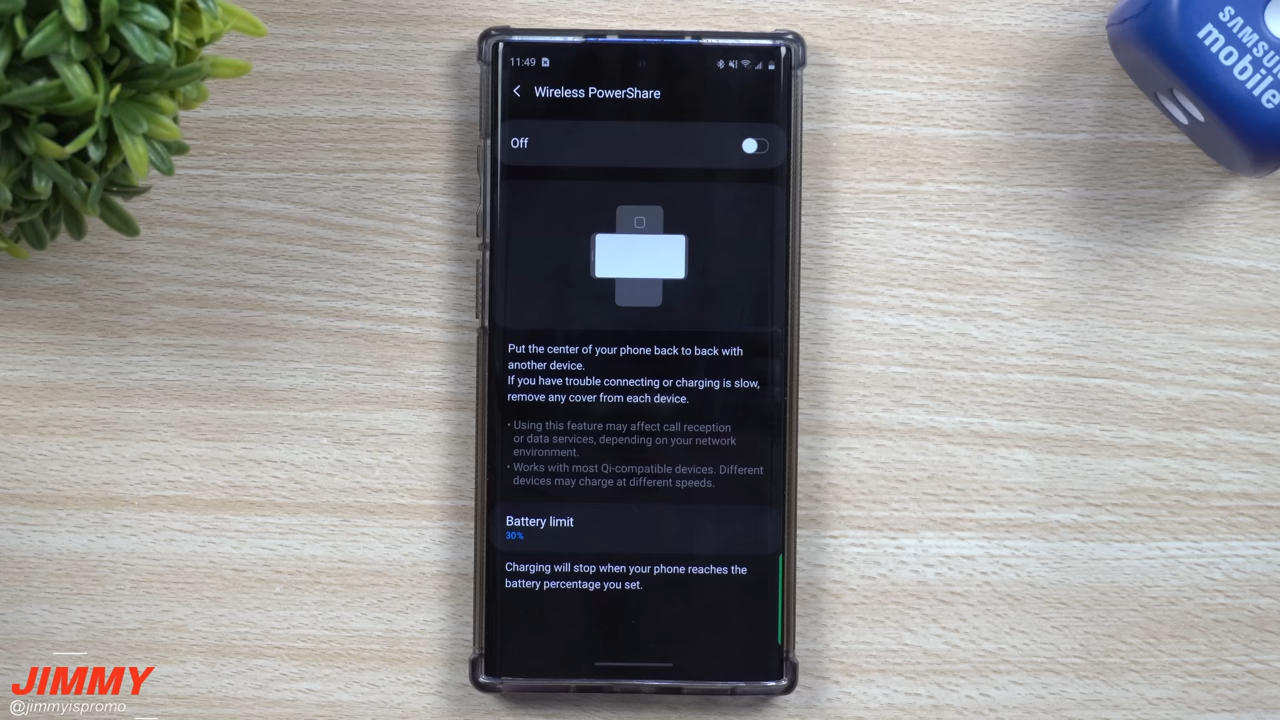 11:49
Wireless PowerShare
Off
Put the center of your phone back to back with
another device.
If you have trouble connecting or charging is slow,
remove any cover from each device.
• Using this feature may affect call reception
or data services, depending on your network
environment.
• Works with most Qi-compatible devices. Different
devices may charge at different speeds.
Battery limit
30%
Charging will stop when your phone reaches the
battery percentage you set.
SAMSU
mobile
JIMMY
@jimmyispromo